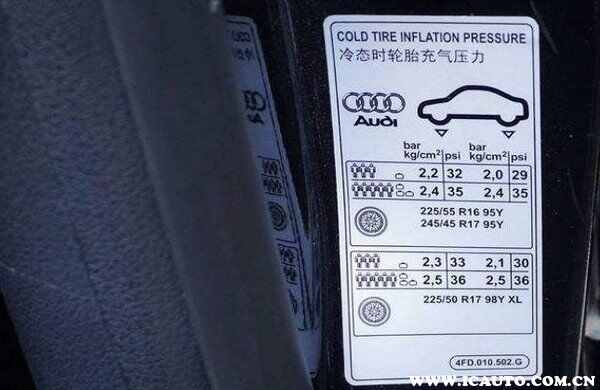 COLD TIRE INFLATION PRESSURE
冷态时轮胎充气压力
Audi
bar bar
kg/cm² psi kg/cm² psi
2,2 32 2,0 29
2,4 35 2,4 35
225/55 R16 95Y
245/45 R17 95Y
2,3 33 2,1 30
2,5 36 2,5 36
225/50 R17 98Y XL
4FD.010.502.G
www.icauto.com.cn